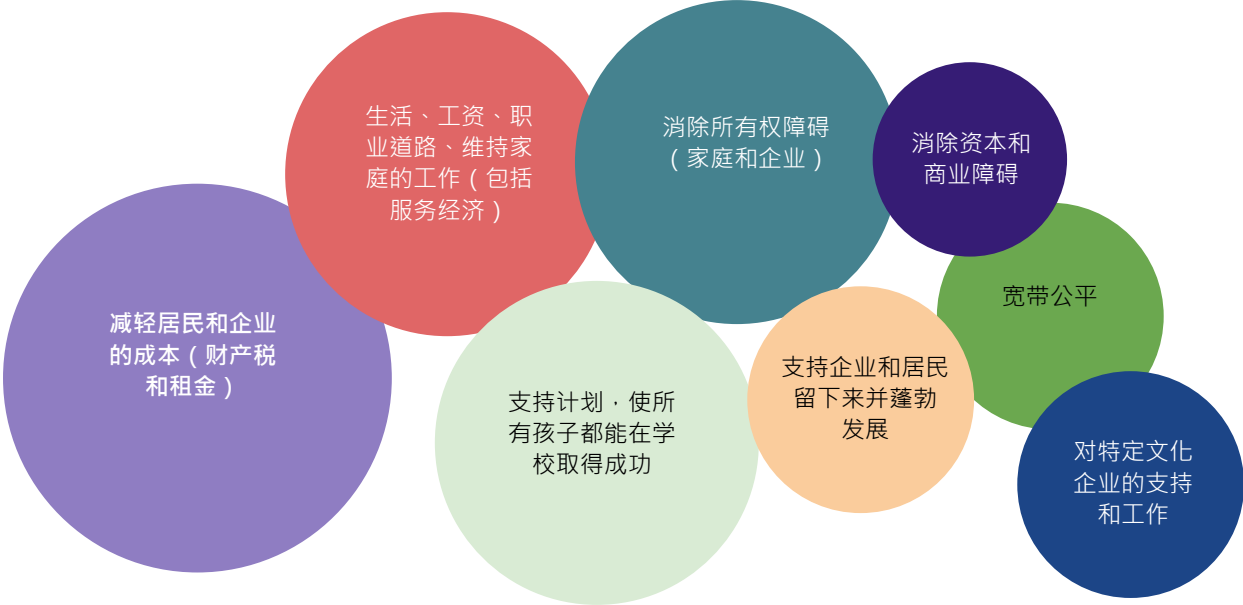 减轻居民和企业
的成本（财产税
和租金）
生活、工资、职
业道路、维持家
庭的工作（包括
服务经济）
消除所有权障碍
（家庭和企业）
消除资本和
商业障碍
宽带公平
支持计划，使所
有孩子都能在学
校取得成功
支持企业和居民
留下来并蓬勃
发展
对特定文化
企业的支持
和工作